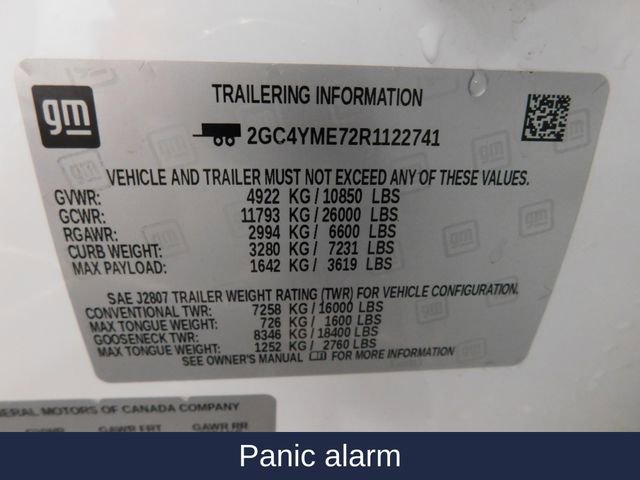 gm
TRAILERING INFORMATION
2GC4YME72R1122741
VEHICLE AND TRAILER MUST NOT EXCEED ANY OF THESE VALUES.
GVWR: 4922 KG/10850 LBS
GCWR: 11793 KG/26000 LBS
RGAWR: 2994 KG/ 6600 LBS
CURB WEIGHT: 3280 KG/ 7231 LBS
MAX PAYLOAD: 1642 KG/ 3619 LBS
SAE J2807 TRAILER WEIGHT RATING (TWR) FOR VEHICLE CONFIGURATION.
CONVENTIONAL TWR: 7258 KG/16000 LBS
MAX TONGUE WEIGHT: 726 KG/ 1600 LBS
GOOSENECK TWR: 8346 KG/18400 LBS
MAX TONGUE WEIGHT: 1252 KG/ 2760 LBS
SEE OWNER'S MANUAL FOR MORE INFORMATION
MOTORS OF CANADA COMPANY
GAWR FRT GAWR RR
Panic alarm